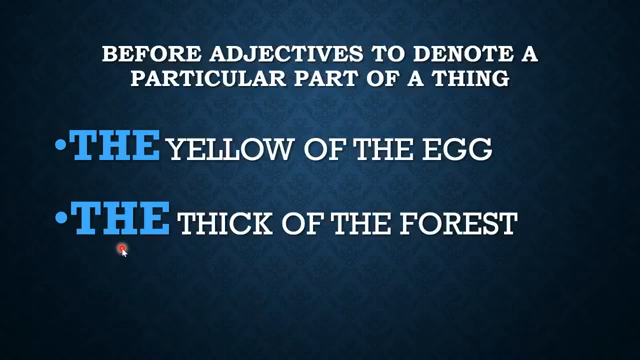 BEFORE ADJECTIVES TO DENOTE A
PARTICULAR PART OF A THING
•THE YELLOW OF THE EGG
•THE THICK OF THE FOREST